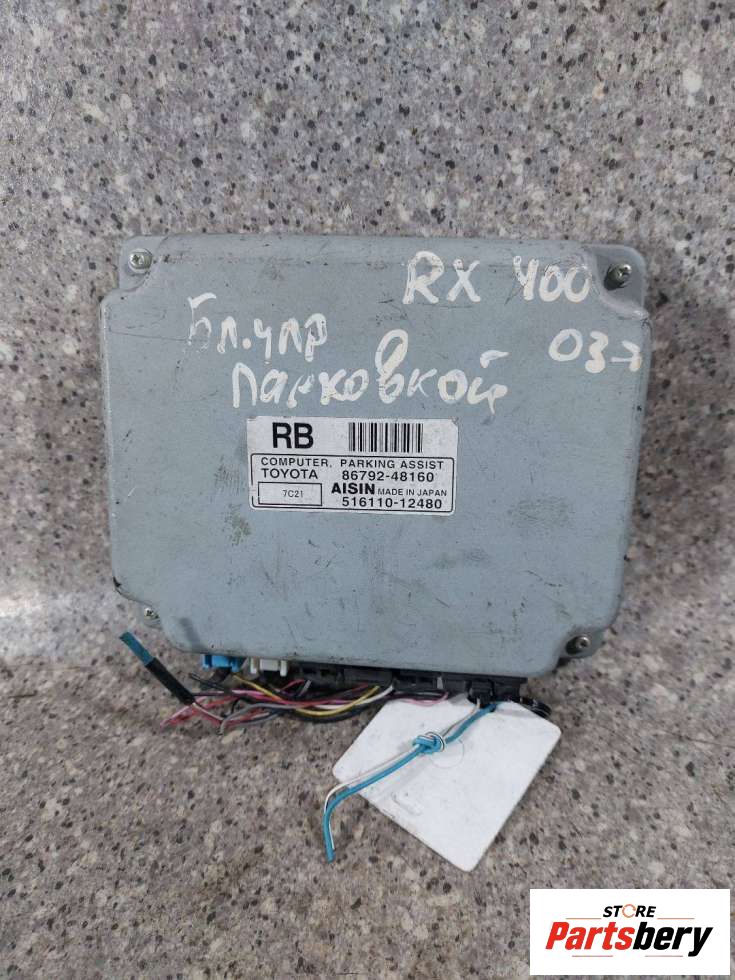 RX 400
Бл.упр
парковкой
03->
RB
COMPUTER, PARKING ASSIST
TOYOTA 86792-48160
7C21 AISIN MADE IN JAPAN
516110-12480
STORE
Partsbery